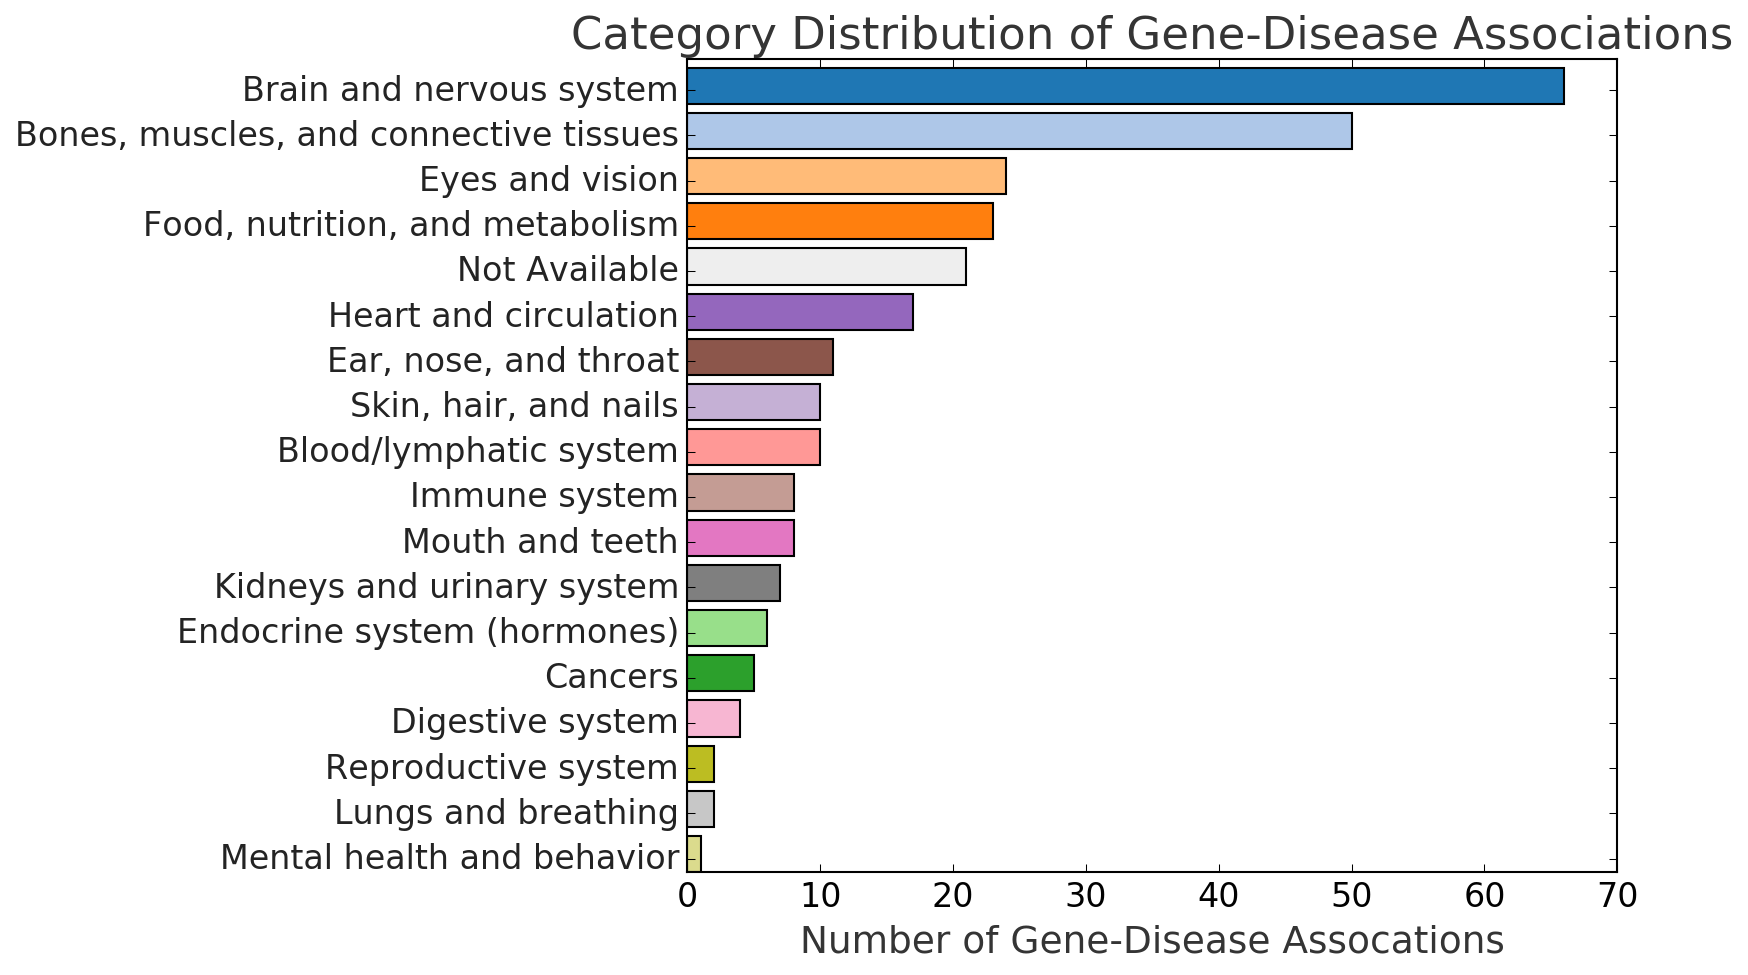 Category Distribution of Gene-Disease Associations
Brain and nervous system
Bones, muscles, and connective tissues
Eyes and vision
Food, nutrition, and metabolism
Not Available
Heart and circulation
Ear, nose, and throat
Skin, hair, and nails
Blood/lymphatic system
Immune system
Mouth and teeth
Kidneys and urinary system
Endocrine system (hormones)
Cancers
Digestive system
Reproductive system
Lungs and breathing
Mental health and behavior
0 10 20 30 40 50 60 70
Number of Gene-Disease Assocations